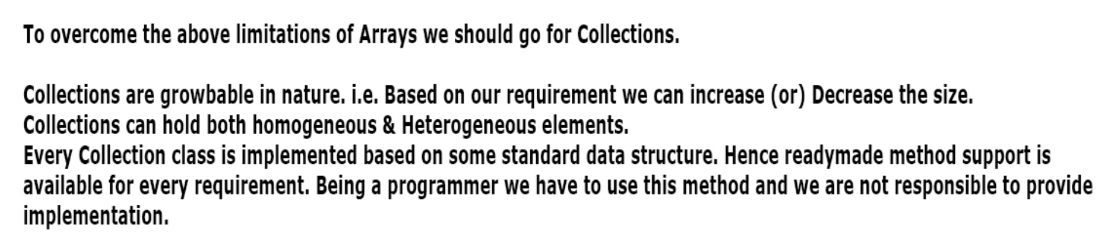 To overcome the above limitations of Arrays we should go for Collections.
Collections are growbable in nature. i.e. Based on our requirement we can increase (or) Decrease the size.
Collections can hold both homogeneous & Heterogeneous elements.
Every Collection class is implemented based on some standard data structure. Hence readymade method support is
available for every requirement. Being a programmer we have to use this method and we are not responsible to provide
implementation.